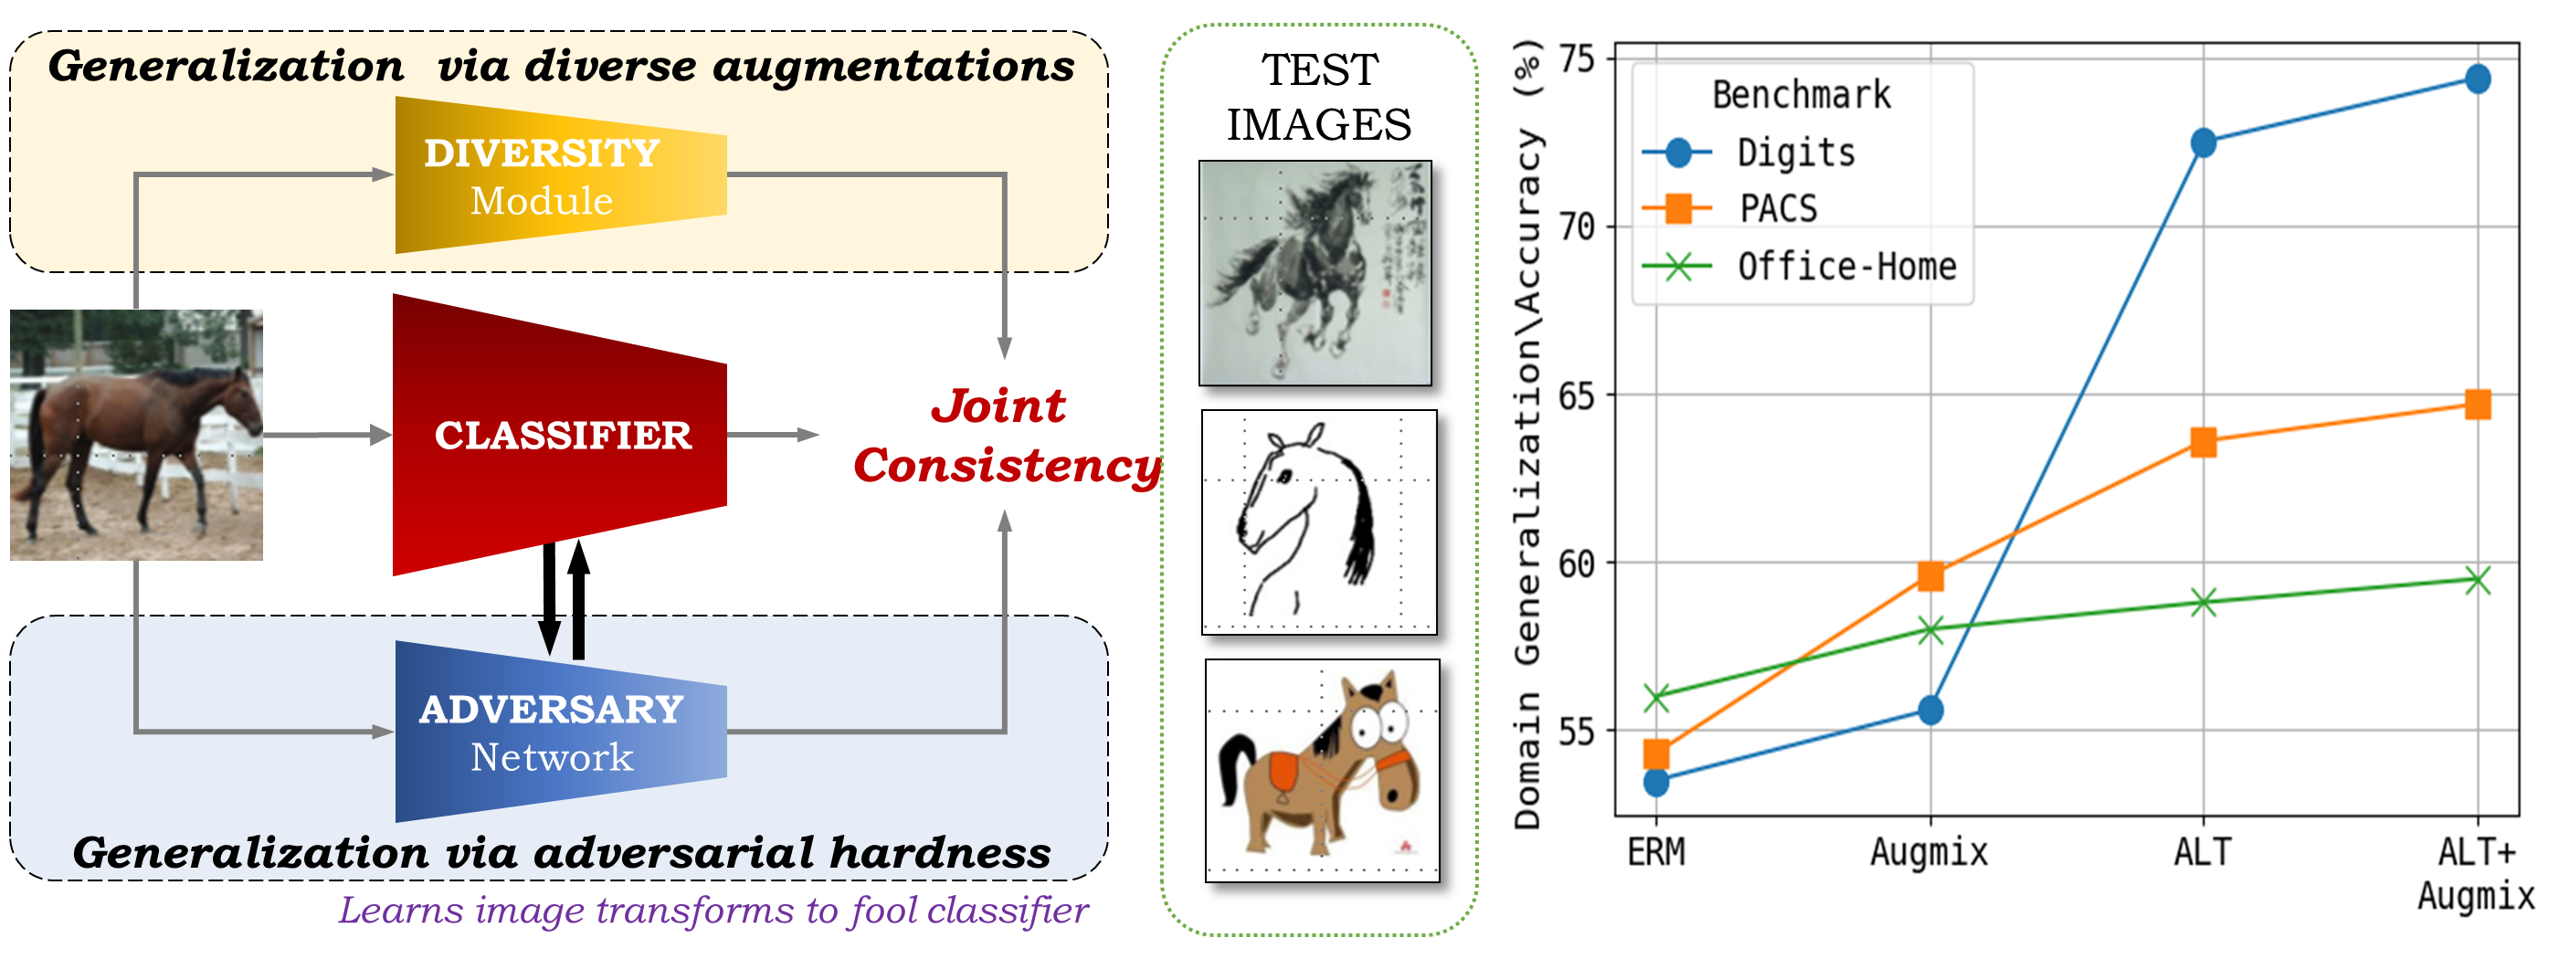 Generalization via diverse augmentations
DIVERSITY
Module
CLASSIFIER
Joint
Consistency
ADVERSARY
Network
Generalization via adversarial hardness
Learns image transforms to fool classifier
TEST
IMAGES
Domain Generalization\Accuracy (%)
75
70
65
60
55
Benchmark
Digits
PACS
Office-Home
ERM
Augmix
ALT
ALT+
Augmix